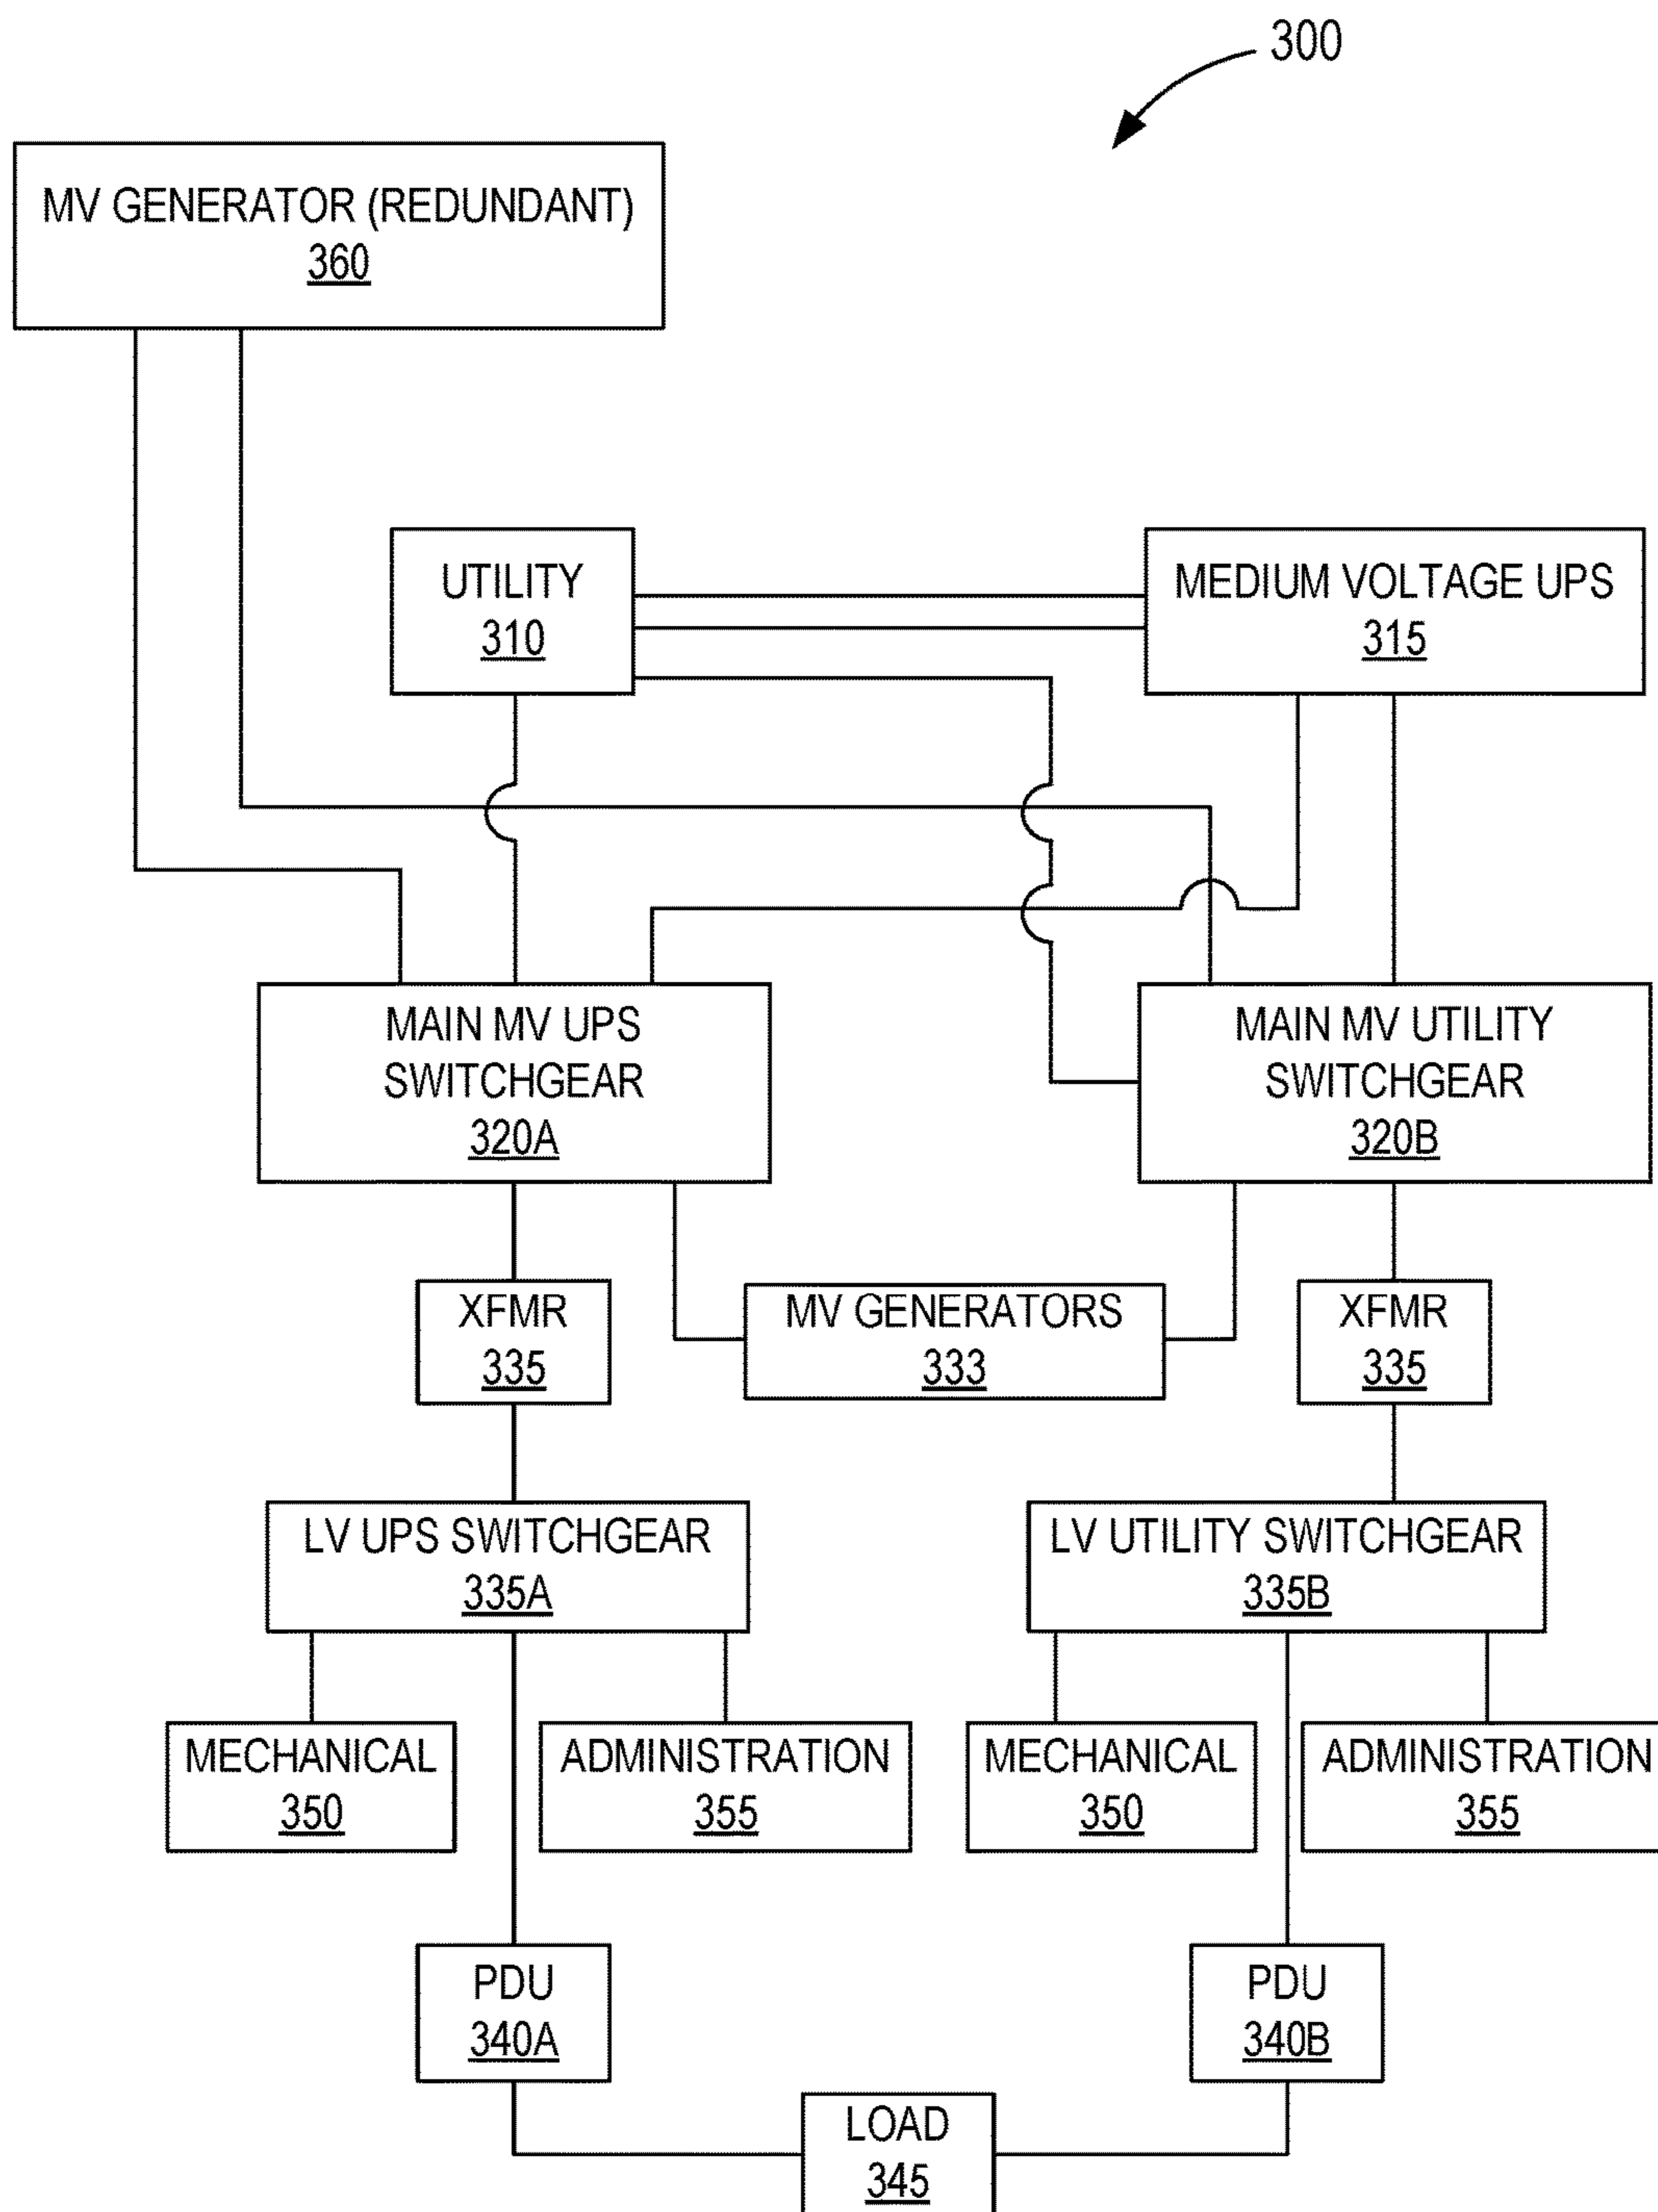 300
MV GENERATOR (REDUNDANT)
360
UTILITY
310
MEDIUM VOLTAGE UPS
315
MAIN MV UPS
SWITCHGEAR
320A
MAIN MV UTILITY
SWITCHGEAR
320B
XFMR
335
MV GENERATORS
333
XFMR
335
LV UPS SWITCHGEAR
335A
LV UTILITY SWITCHGEAR
335B
MECHANICAL
350
ADMINISTRATION
355
MECHANICAL
350
ADMINISTRATION
355
PDU
340A
PDU
340B
LOAD
345